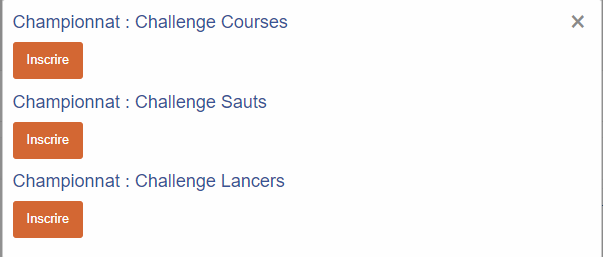 Championnat : Challenge Courses
Inscrire
Championnat : Challenge Sauts
Inscrire
Championnat : Challenge Lancers
Inscrire